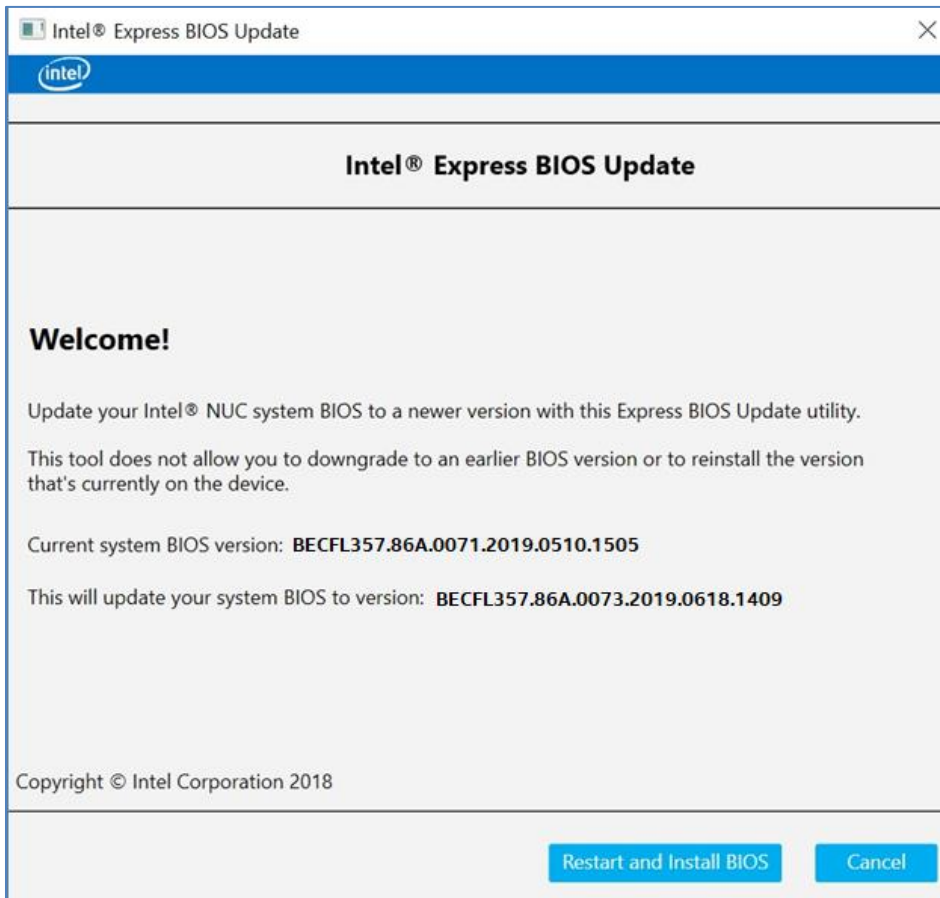 Intel® Express BIOS Update
intel
Intel® Express BIOS Update
Welcome!
Update your Intel® NUC system BIOS to a newer version with this Express BIOS Update utility.
This tool does not allow you to downgrade to an earlier BIOS version or to reinstall the version
that's currently on the device.
Current system BIOS version: BECFL357.86A.0071.2019.0510.1505
This will update your system BIOS to version: BECFL357.86A.0073.2019.0618.1409
Copyright © Intel Corporation 2018
Restart and Install BIOS Cancel